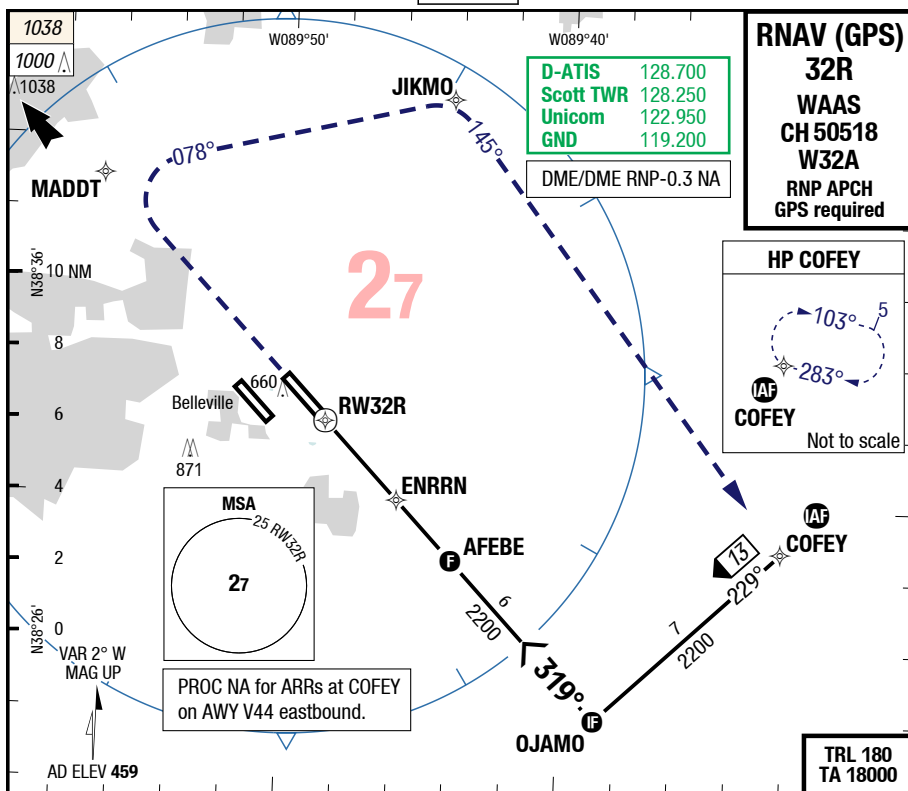 1038
1000
1038
W089°50'
W089°40'
RNAV (GPS)
32R
WAAS
CH 50518
W32A
RNP APCH
GPS required
D-ATIS 128.700
Scott TWR 128.250
Unicom 122.950
GND 119.200
DME/DME RNP-0.3 NA
JIKMO
078°
145°
MADDT
27
HP COFEY
103°
5
283°
IAF
COFEY
Not to scale
N38°36'
10 NM
8
6
4
2
0
N38°26'
660
Belleville
RW32R
871
ENRRN
MSA
25 RW32R
27
F
AFEBE
6
2200
IAF
COFEY
13
229°
7
2200
319°
IF
OJAMO
VAR 2° W
MAG UP
PROC NA for ARRs at COFEY
on AWY V44 eastbound.
AD ELEV 459
TRL 180
TA 18000